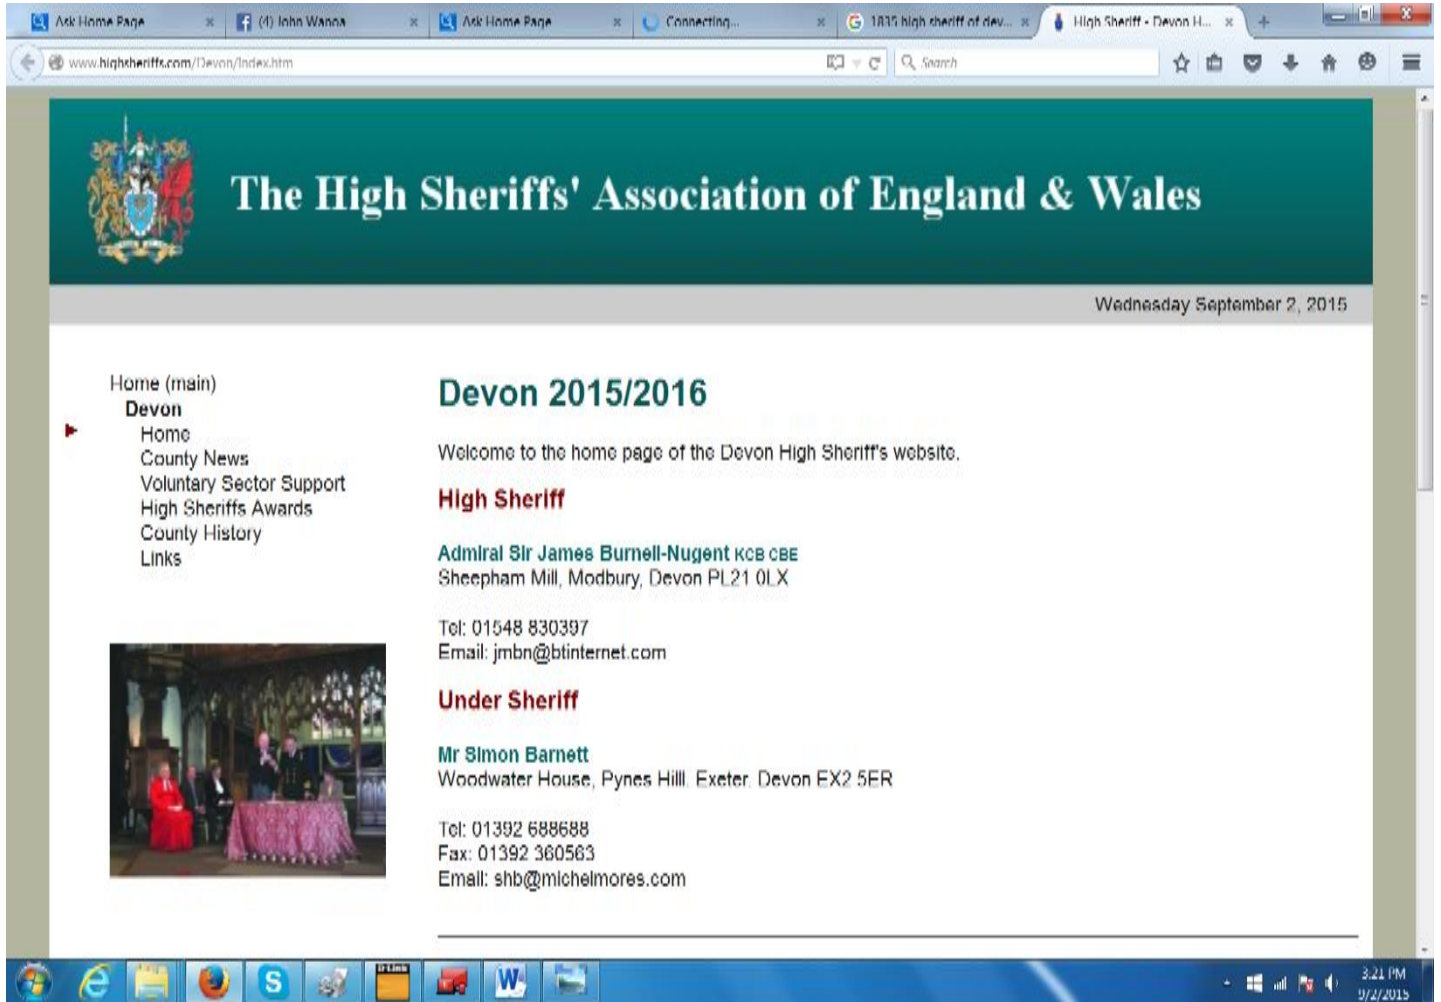 Ask Home Page
(4) John Wanoa
Ask Home Page
Connecting...
1835 high sheriff of dev...
High Sheriff - Devon H...
www.highsheriffs.com/Devon/Index.htm
Search
The High Sheriffs' Association of England & Wales
Wednesday September 2, 2015
Home (main)
Devon
Home
County News
Voluntary Sector Support
High Sheriffs Awards
County History
Links
Devon 2015/2016
Welcome to the home page of the Devon High Sheriff's website.
High Sheriff
Admiral Sir James Burnell-Nugent KCB CBE
Sheepham Mill, Modbury, Devon PL21 0LX
Tel: 01548 830397
Email: jmbn@btinternet.com
Under Sheriff
Mr Simon Barnett
Woodwater House, Pynes Hilll. Exeter. Devon EX2 5ER
Tel: 01392 688688
Fax: 01392 360563
Email: shb@michelmores.com
D-Link
3:21 PM
9/2/2015